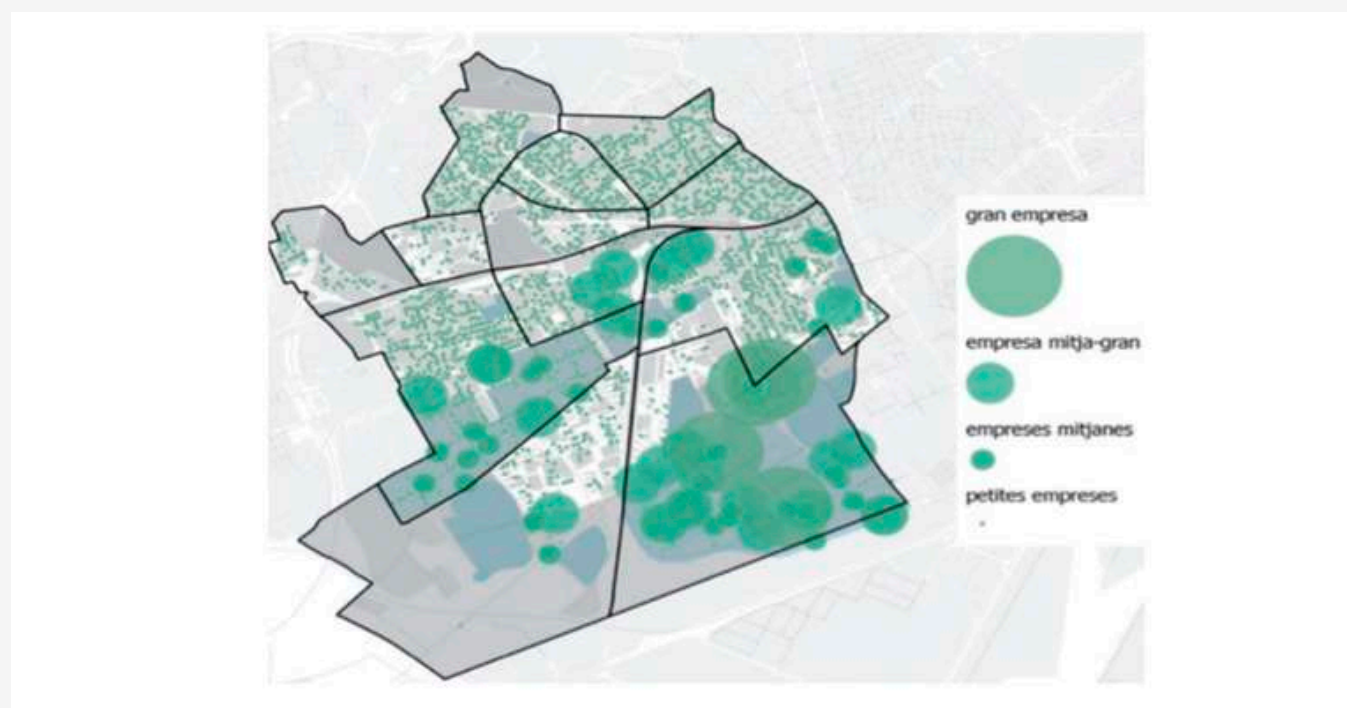 gran empresa
empresa mitja-gran
empreses mitjanes
petites empreses